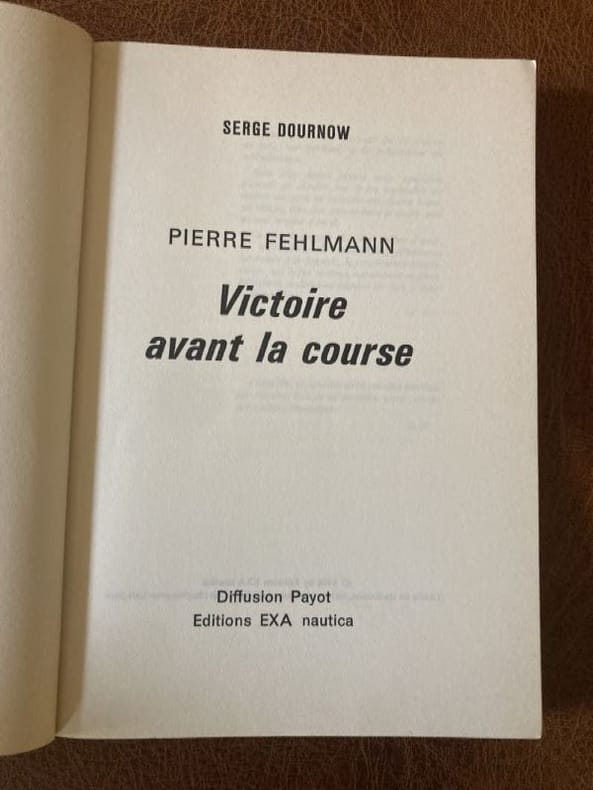 SERGE DOURNOW
PIERRE FEHLMANN
Victoire
avant la course
Diffusion Payot
Editions EXA nautica